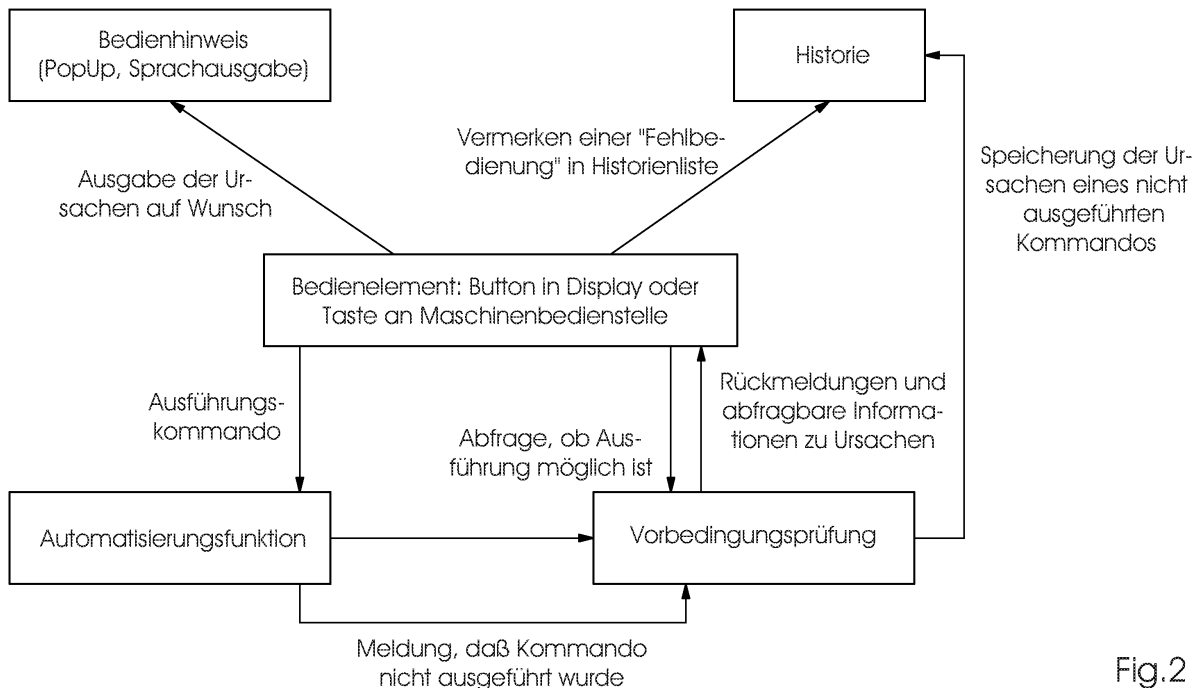 Bedienhinweis
(PopUp, Sprachausgabe)
Historie
Vermerken einer "Fehlbe-
dienung" in Historienliste
Speicherung der Ur-
sachen eines nicht
ausgeführten
Kommandos
Ausgabe der Ur-
sachen auf Wunsch
Bedienelement: Button in Display oder
Taste an Maschinenbedienstelle
Ausführungs-
kommando
Abfrage, ob Aus-
führung möglich ist
Rückmeldungen und
abfragbare Informa-
tionen zu Ursachen
Automatisierungsfunktion
Vorbedingungsprüfung
Meldung, daß Kommando
nicht ausgeführt wurde
Fig.2